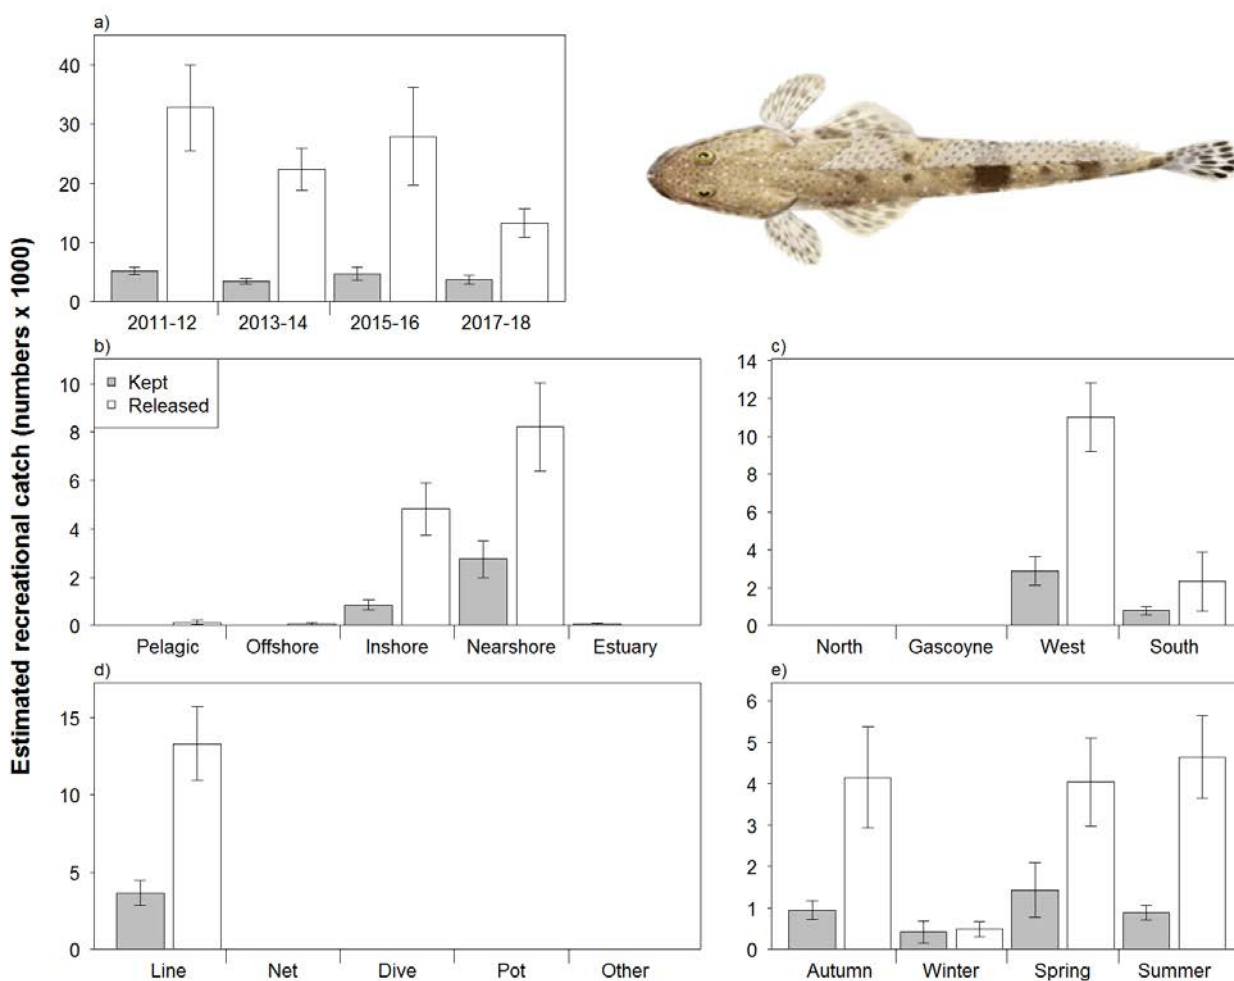 a)
40
30
20
10
0
2011-12 2013-14 2015-16 2017-18
Estimated recreational catch (numbers x 1000)
b)
Kept
Released
10
8
6
4
2
0
Pelagic Offshore Inshore Nearshore Estuary
c)
14
12
10
8
6
4
2
0
North Gascoyne West South
d)
15
10
5
0
Line Net Dive Pot Other
e)
6
5
4
3
2
1
0
Autumn Winter Spring Summer